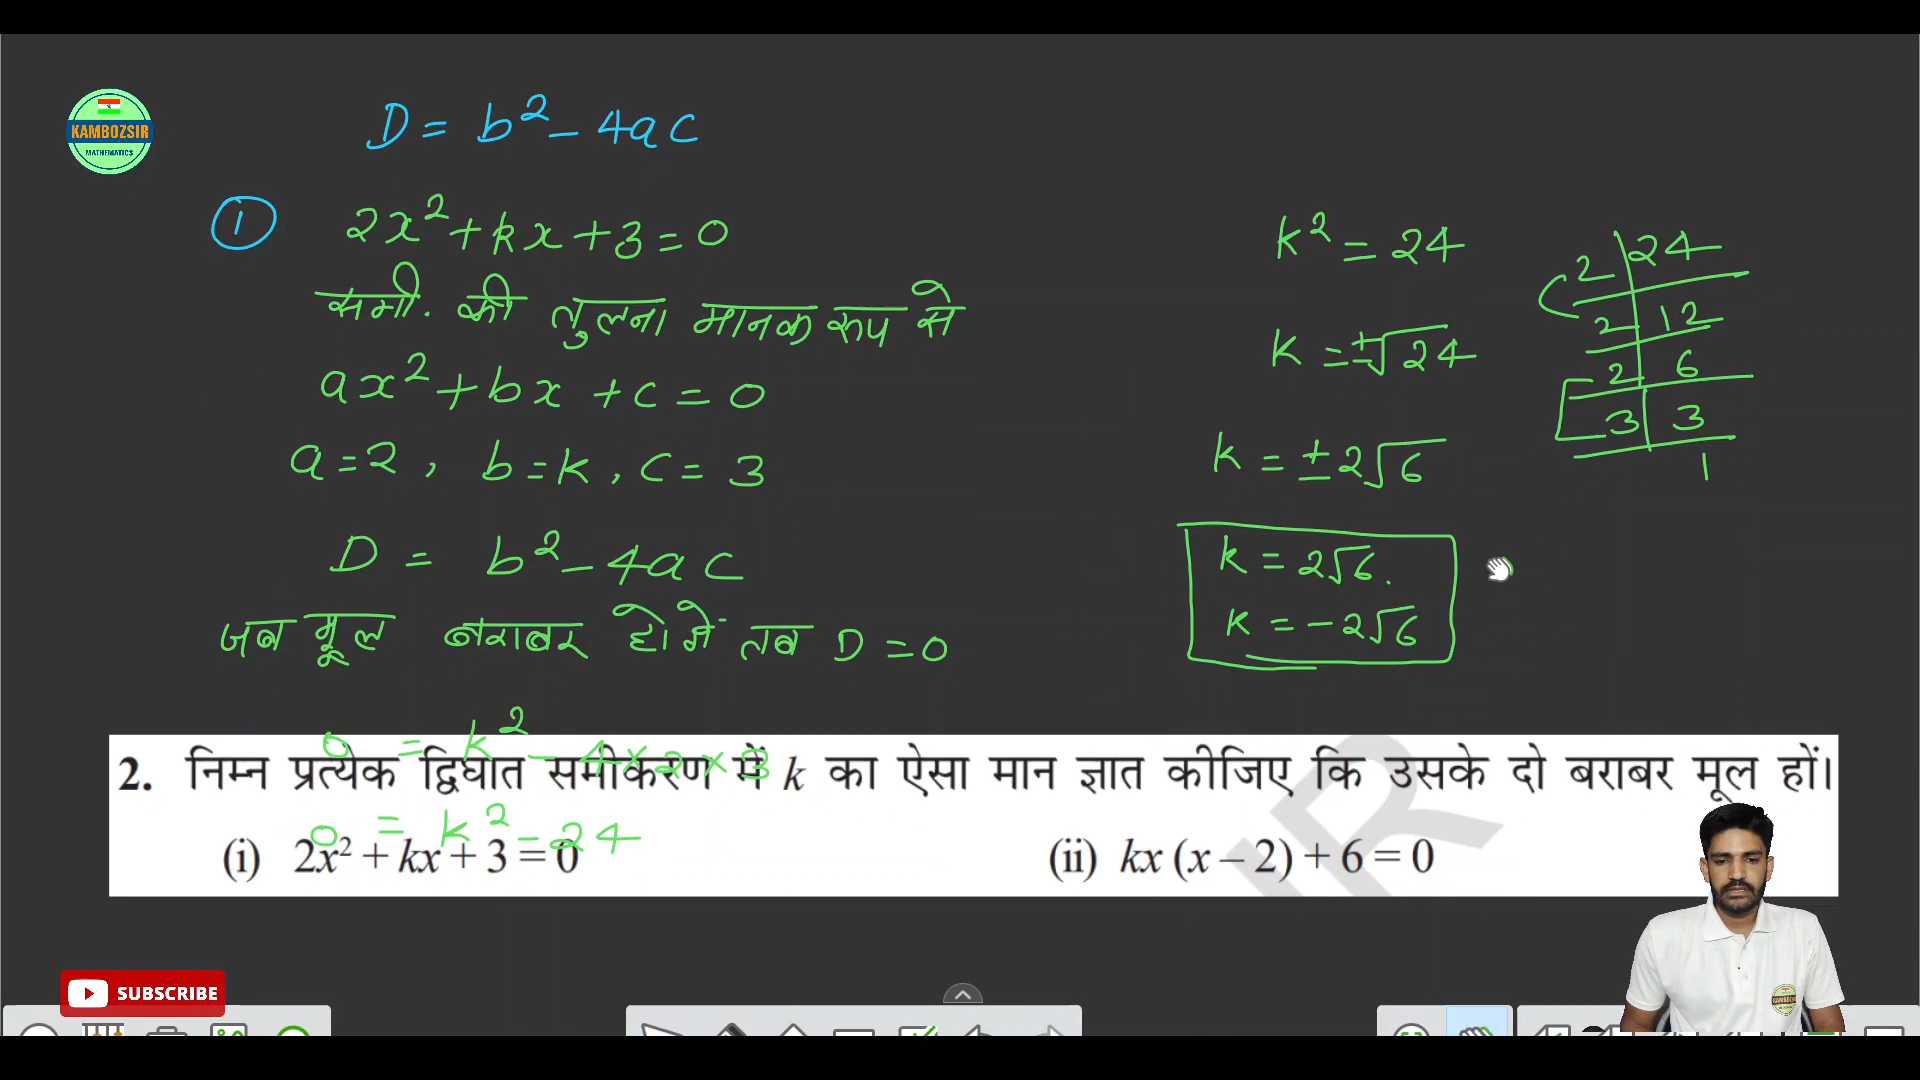 KAMBOZSIR
MATHEMATICS
D = b² - 4ac
① 2x² + kx + 3 = 0
समी. की तुलना मानक रूप से
ax² + bx + c = 0
a = 2, b = k, c = 3
D = b² - 4ac
जब मूल बराबर होंगे तब D = 0
0 = k² - 4 × 2 × 3
0 = k² - 24
k² = 24
k = ±√24
k = ±2√6
k = 2√6.
k = -2√6
2 | 24
2 | 12
2 | 6
3 | 3
1
2. निम्न प्रत्येक द्विघात समीकरण में k का ऐसा मान ज्ञात कीजिए कि उसके दो बराबर मूल हों।
(i) 2x² + kx + 3 = 0 (ii) kx (x – 2) + 6 = 0
SUBSCRIBE